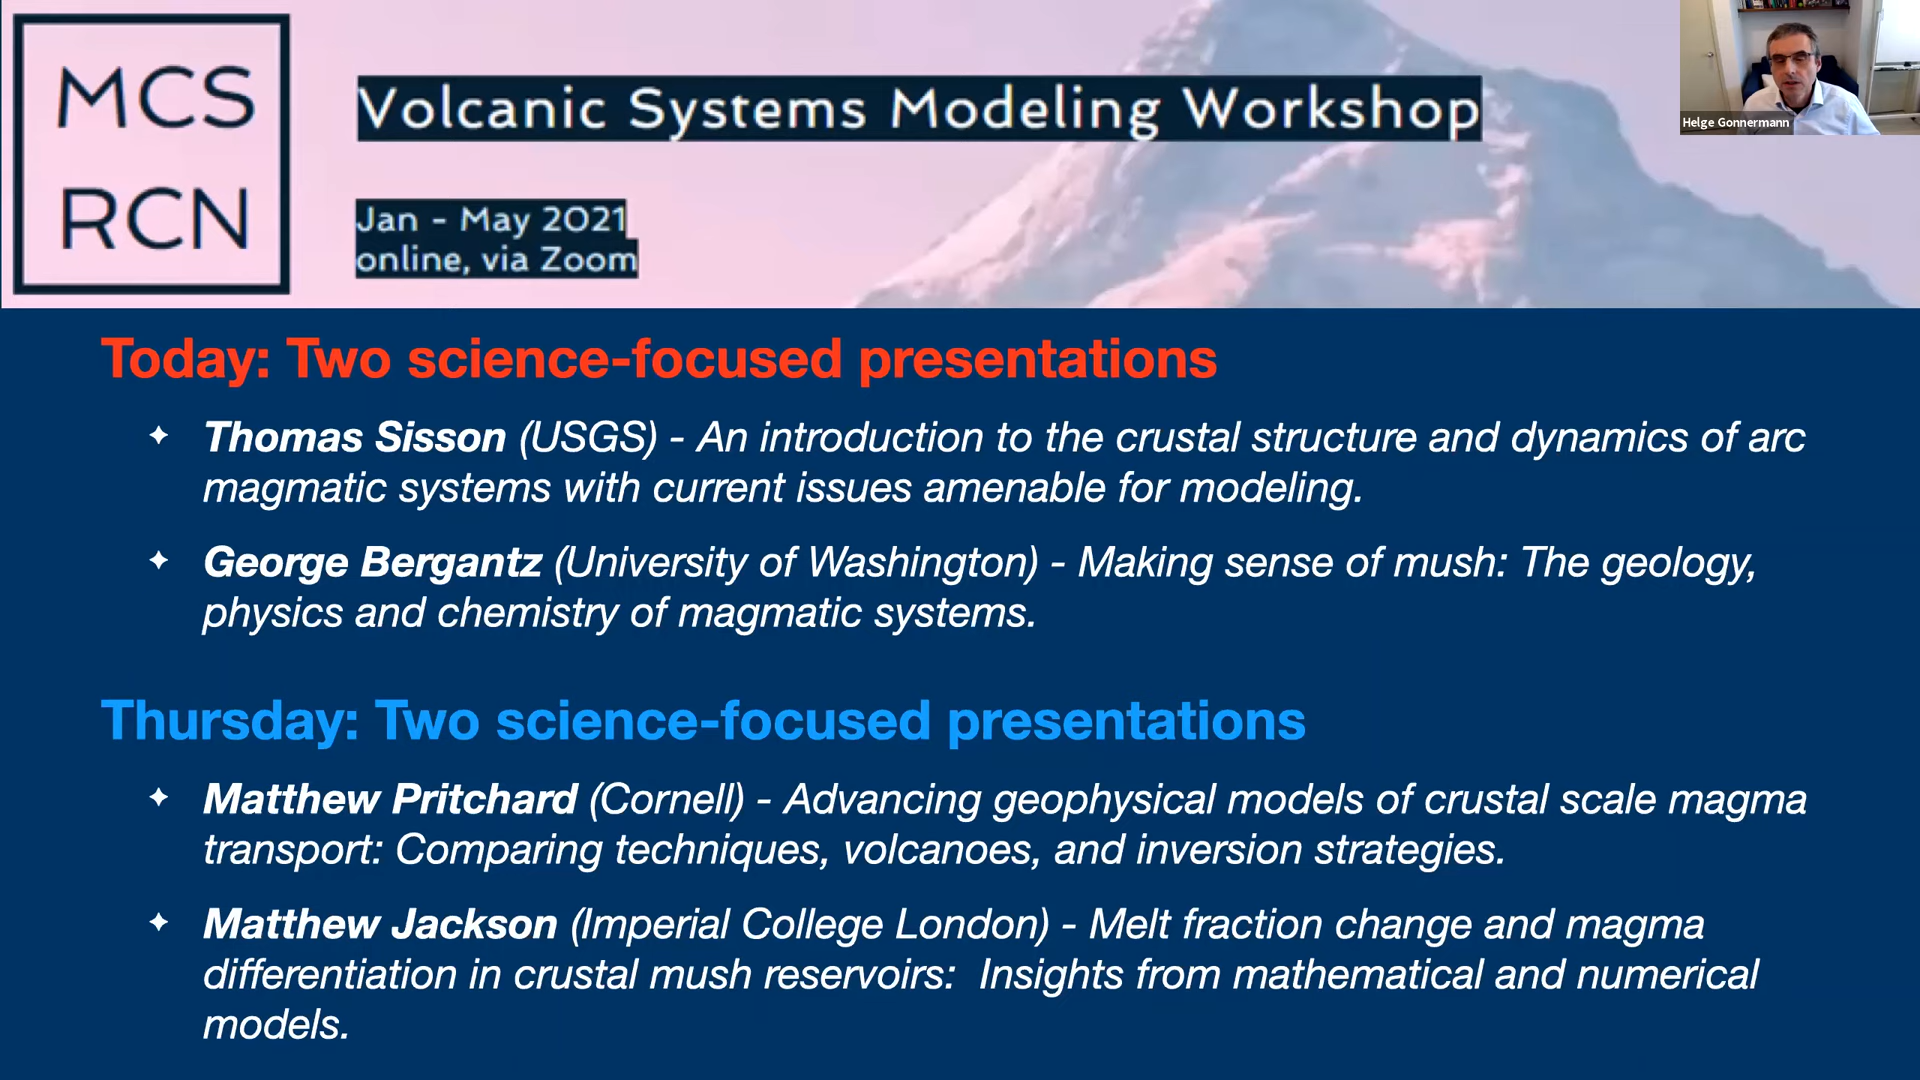 MCS
RCN
Volcanic Systems Modeling Workshop
Jan - May 2021
online, via Zoom
Helge Gonnermann
Today: Two science-focused presentations
✦ Thomas Sisson (USGS) - An introduction to the crustal structure and dynamics of arc
magmatic systems with current issues amenable for modeling.
✦ George Bergantz (University of Washington) - Making sense of mush: The geology,
physics and chemistry of magmatic systems.
Thursday: Two science-focused presentations
✦ Matthew Pritchard (Cornell) - Advancing geophysical models of crustal scale magma
transport: Comparing techniques, volcanoes, and inversion strategies.
✦ Matthew Jackson (Imperial College London) - Melt fraction change and magma
differentiation in crustal mush reservoirs:  Insights from mathematical and numerical
models.